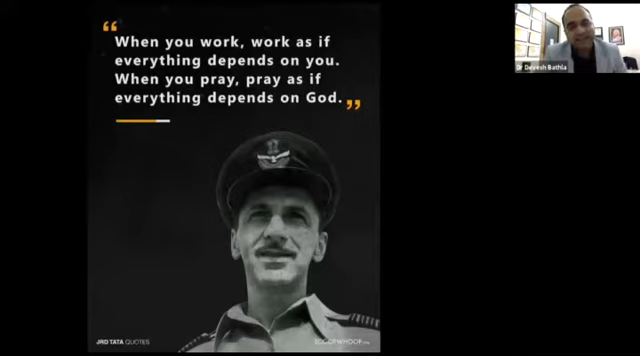 “
When you work, work as if
everything depends on you.
When you pray, pray as if
everything depends on God. ”
JRD TATA QUOTES
SCOOPWHOOP
Dr Devesh Bathla